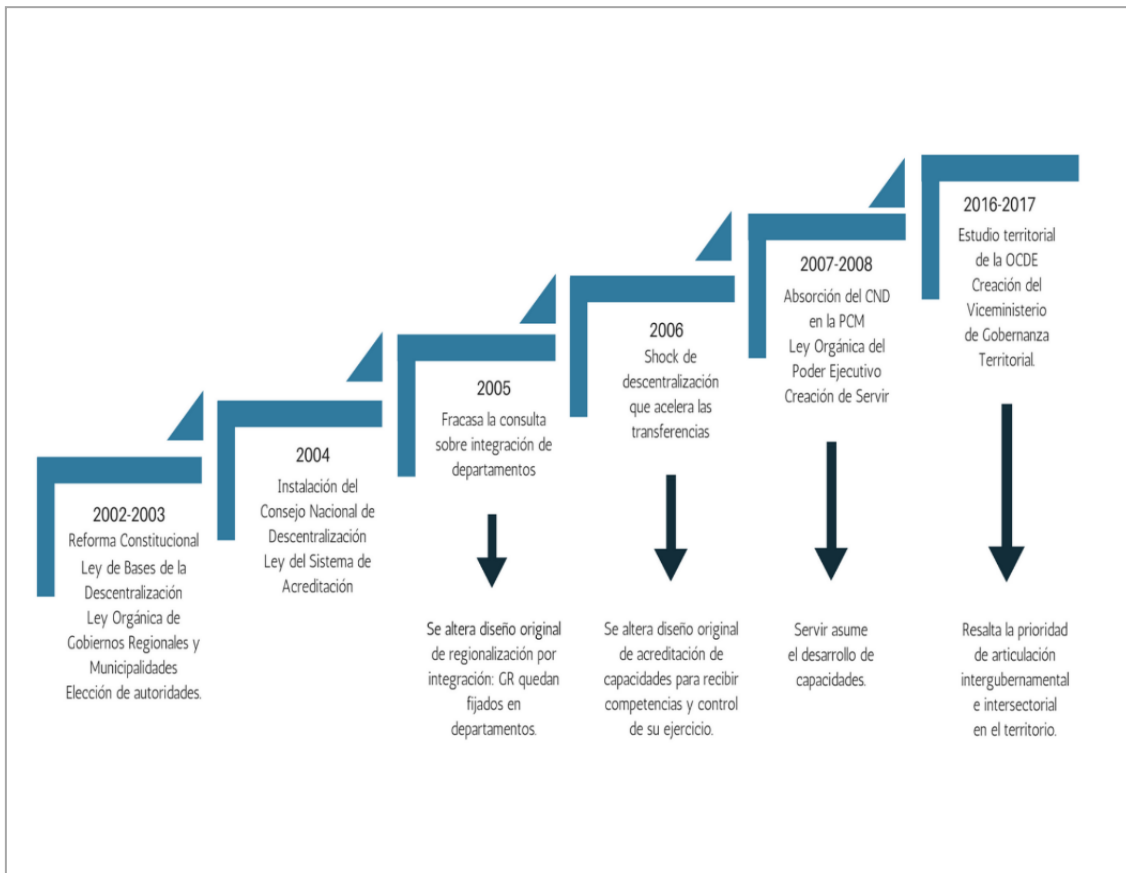 2002-2003
Reforma Constitucional
Ley de Bases de la
Descentralización
Ley Orgánica de
Gobiernos Regionales y
Municipalidades
Elección de autoridades.
2004
Instalación del
Consejo Nacional de
Descentralización
Ley del Sistema de
Acreditación
2005
Fracasa la consulta
sobre integración de
departamentos
Se altera diseño original
de regionalización por
integración: GR quedan
fijados en
departamentos.
2006
Shock de
descentralización
que acelera las
transferencias
Se altera diseño original
de acreditación de
capacidades para recibir
competencias y control
de su ejercicio.
2007-2008
Absorción del CND
en la PCM
Ley Orgánica del
Poder Ejecutivo
Creación de Servir
Servir asume
el desarrollo de
capacidades.
2016-2017
Estudio territorial
de la OCDE
Creación del
Viceministerio
de Gobernanza
Territorial.
Resalta la prioridad
de articulación
intergubernamental
e intersectorial
en el territorio.